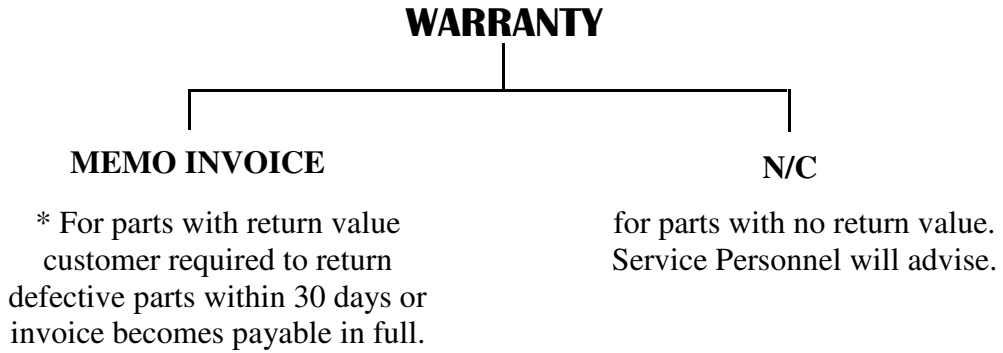 WARRANTY
MEMO INVOICE
* For parts with return value
customer required to return
defective parts within 30 days or
invoice becomes payable in full.
N/C
for parts with no return value.
Service Personnel will advise.